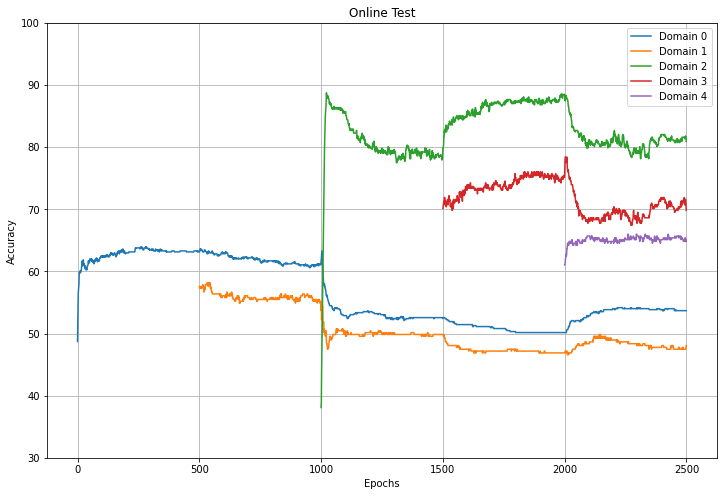 Online Test
Accuracy
100
90
80
70
60
50
40
30
Domain 0
Domain 1
Domain 2
Domain 3
Domain 4
0 500 1000 1500 2000 2500
Epochs